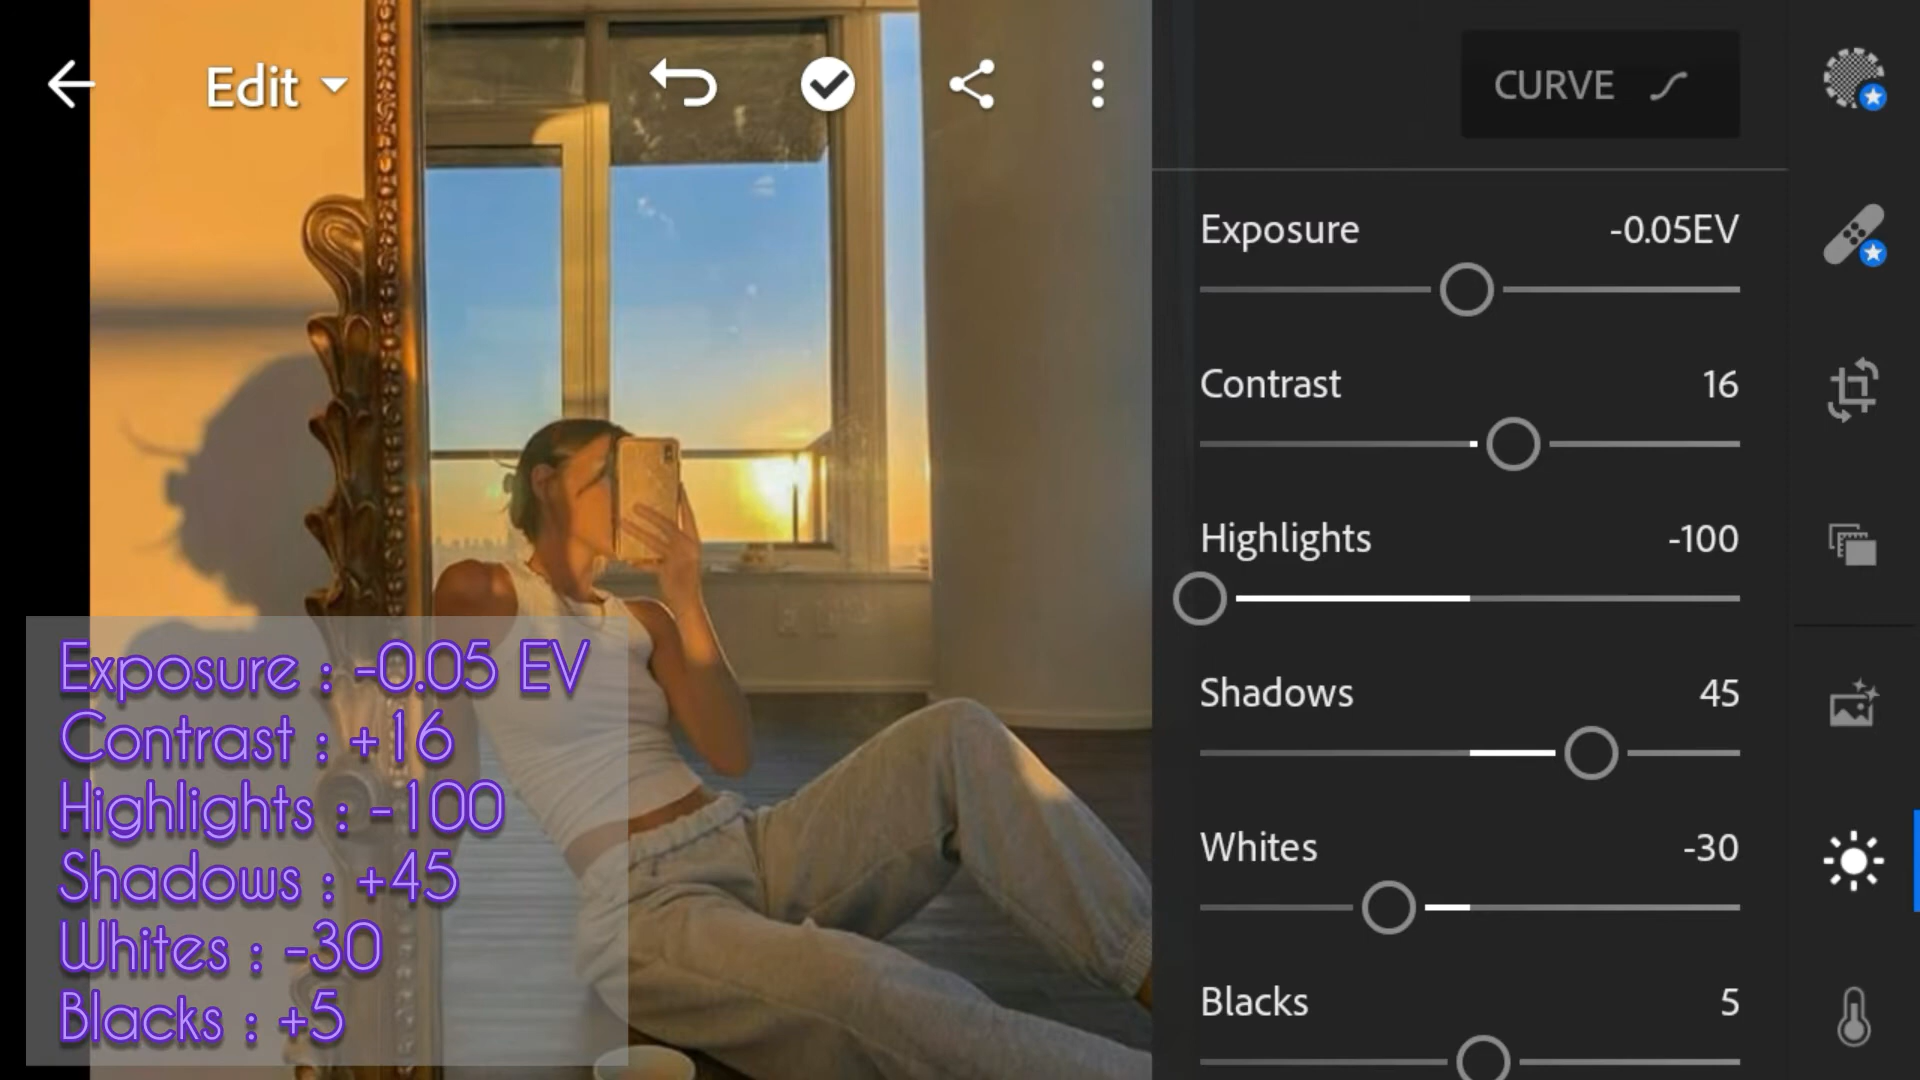 Edit
CURVE
Exposure -0.05EV
Contrast 16
Highlights -100
Shadows 45
Whites -30
Blacks 5
Exposure : -0.05 EV
Contrast : +16
Highlights : -100
Shadows : +45
Whites : -30
Blacks : +5